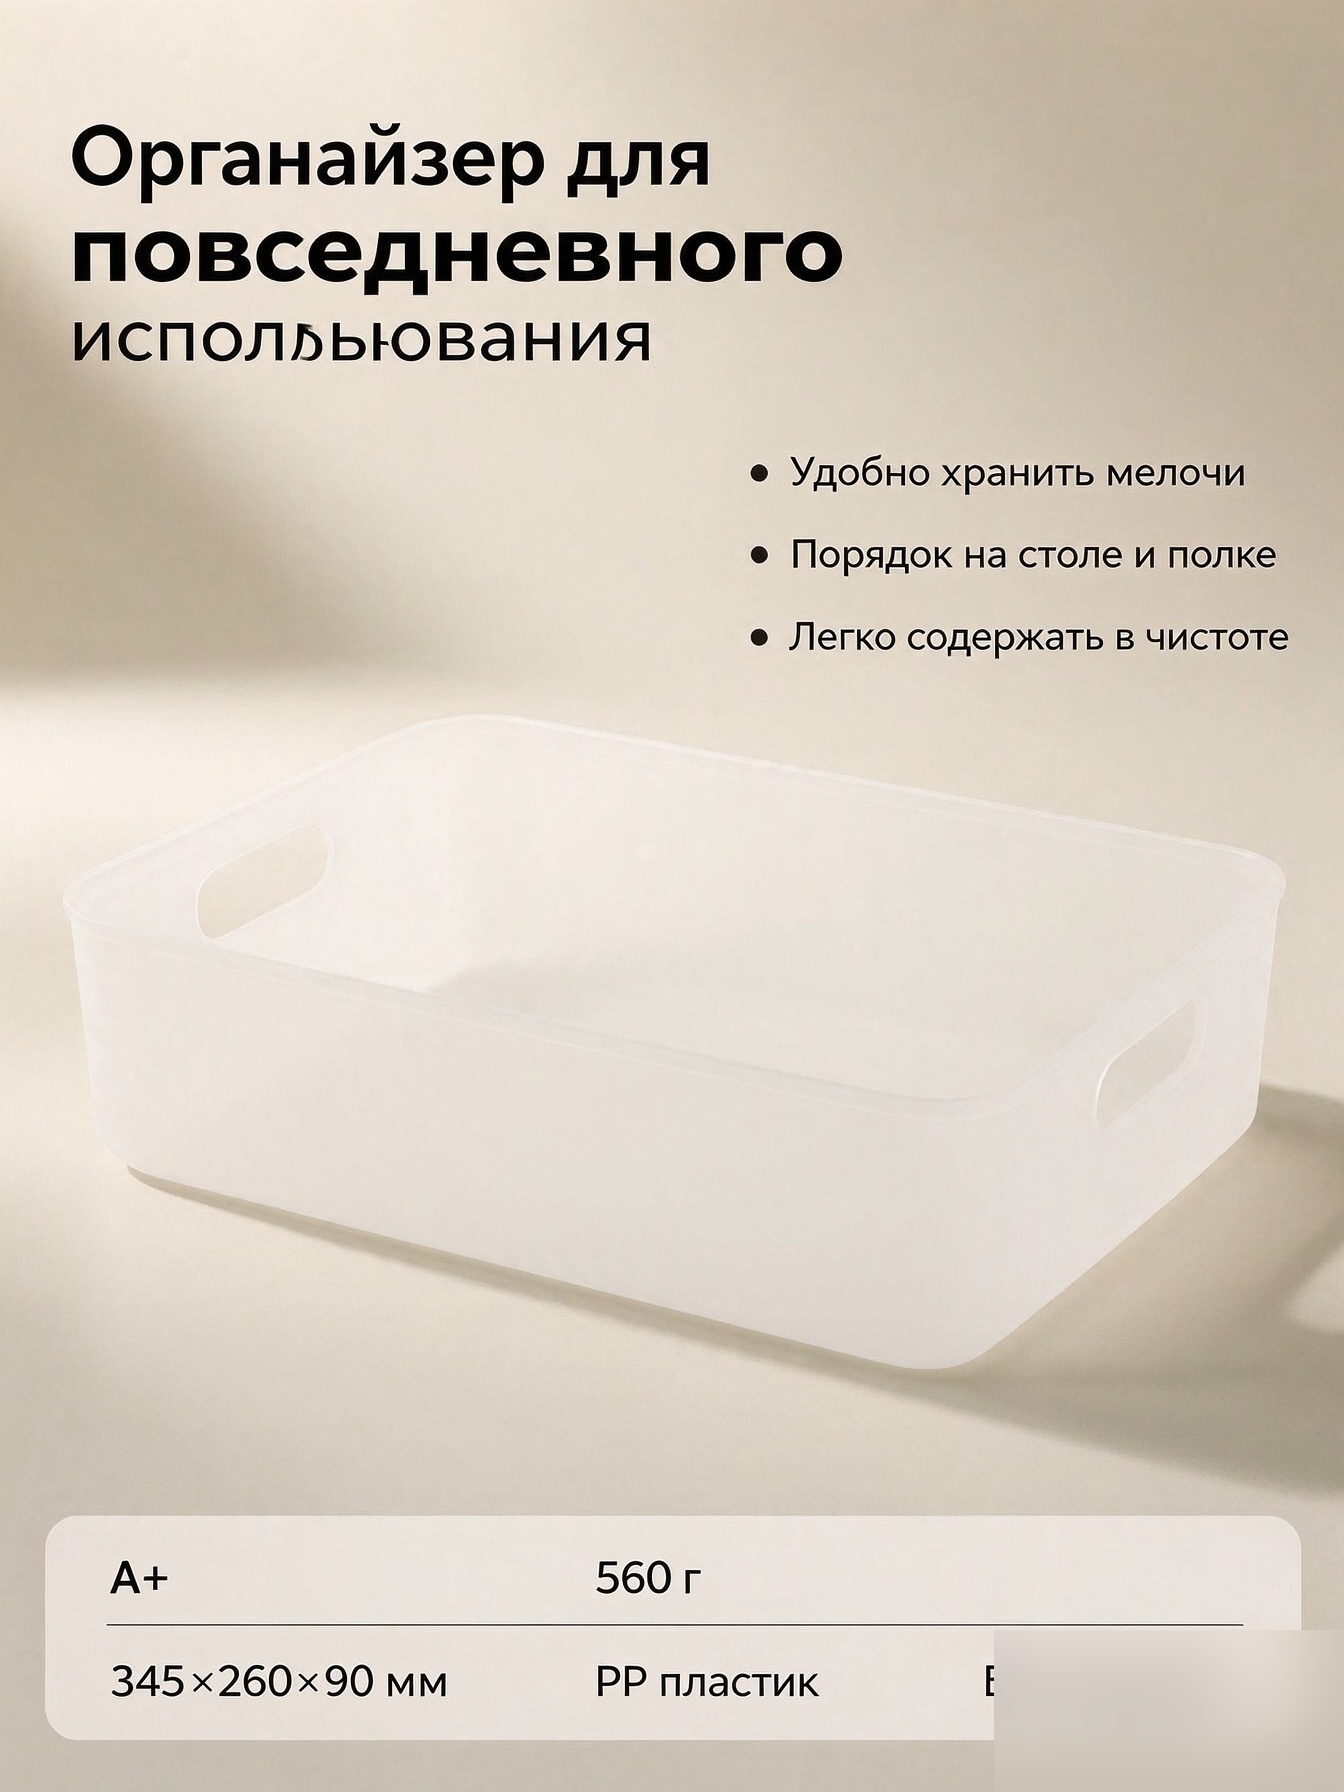 Органайзер для
повседневного
• Удобно хранить мелочи
• Порядок на столе и полке
• Легко содержать в чистоте
A+ 560 г
345×260×90 мм PP пластик